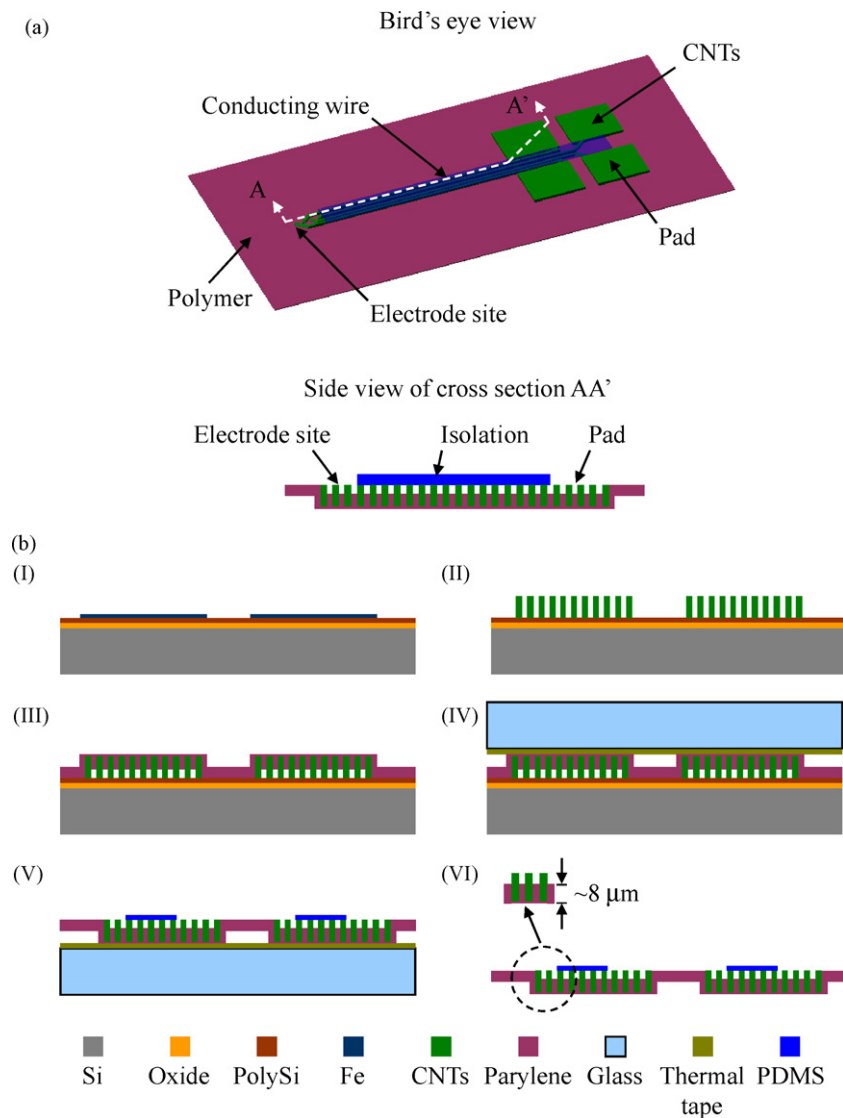 (a)
Bird's eye view
CNTs
Conducting wire
A'
A
Pad
Polymer
Electrode site
Side view of cross section AA'
Electrode site
Isolation
Pad
(b)
(I)
(II)
(III)
(IV)
(V)
(VI)
~8 μm
Si
Oxide
PolySi
Fe
CNTs
Parylene
Glass
Thermal
tape
PDMS